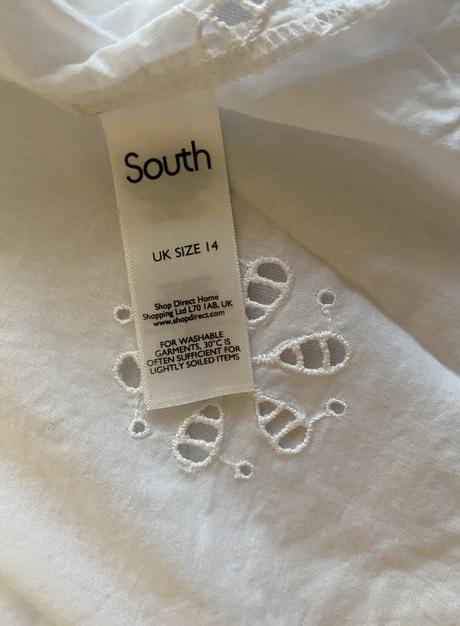 South
UK SIZE 14
Shop Direct Home
Shopping Ltd L70 1AB, UK
www.shopdirect.com
FOR WASHABLE
GARMENTS, 30°C IS
OFTEN SUFFICIENT FOR
LIGHTLY SOILED ITEMS